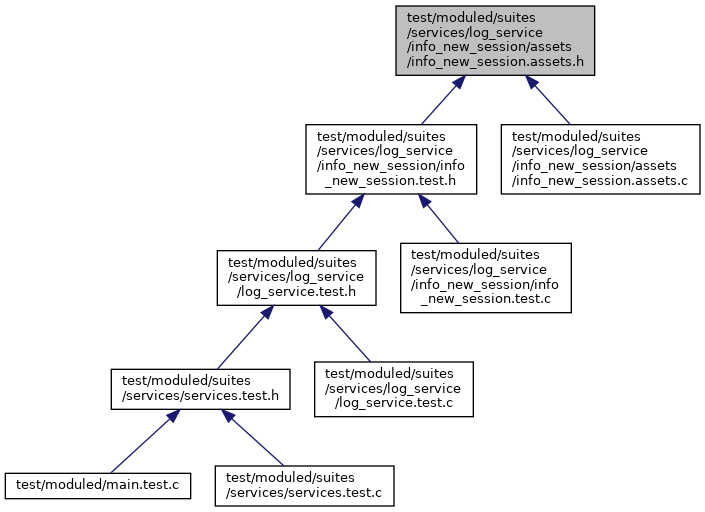 test/moduled/suites
/services/log_service
/info_new_session/assets
/info_new_session.assets.h
test/moduled/suites
/services/log_service
/info_new_session/info
_new_session.test.h
test/moduled/suites
/services/log_service
/info_new_session/assets
/info_new_session.assets.c
test/moduled/suites
/services/log_service
/log_service.test.h
test/moduled/suites
/services/log_service
/info_new_session/info
_new_session.test.c
test/moduled/suites
/services/services.test.h
test/moduled/suites
/services/log_service
/log_service.test.c
test/moduled/main.test.c
test/moduled/suites
/services/services.test.c